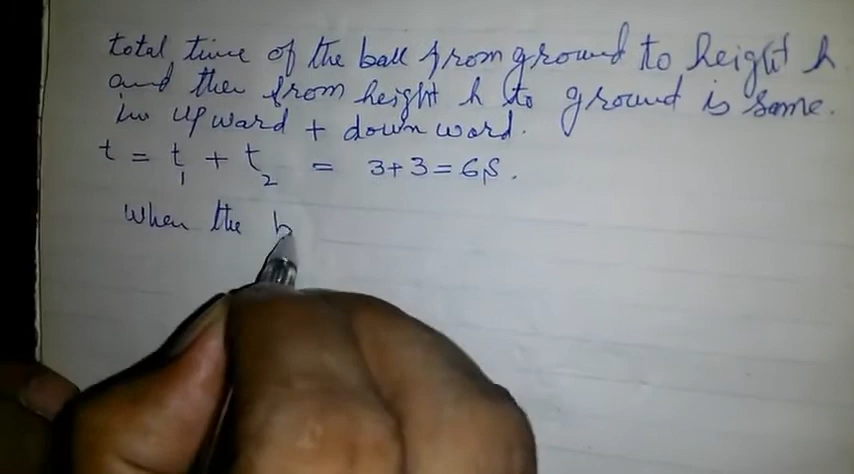 total time of the ball from ground to height h
and then from height h to ground is same.
in upward + downword.
t = t1 + t2 = 3+3=6s.
When the b